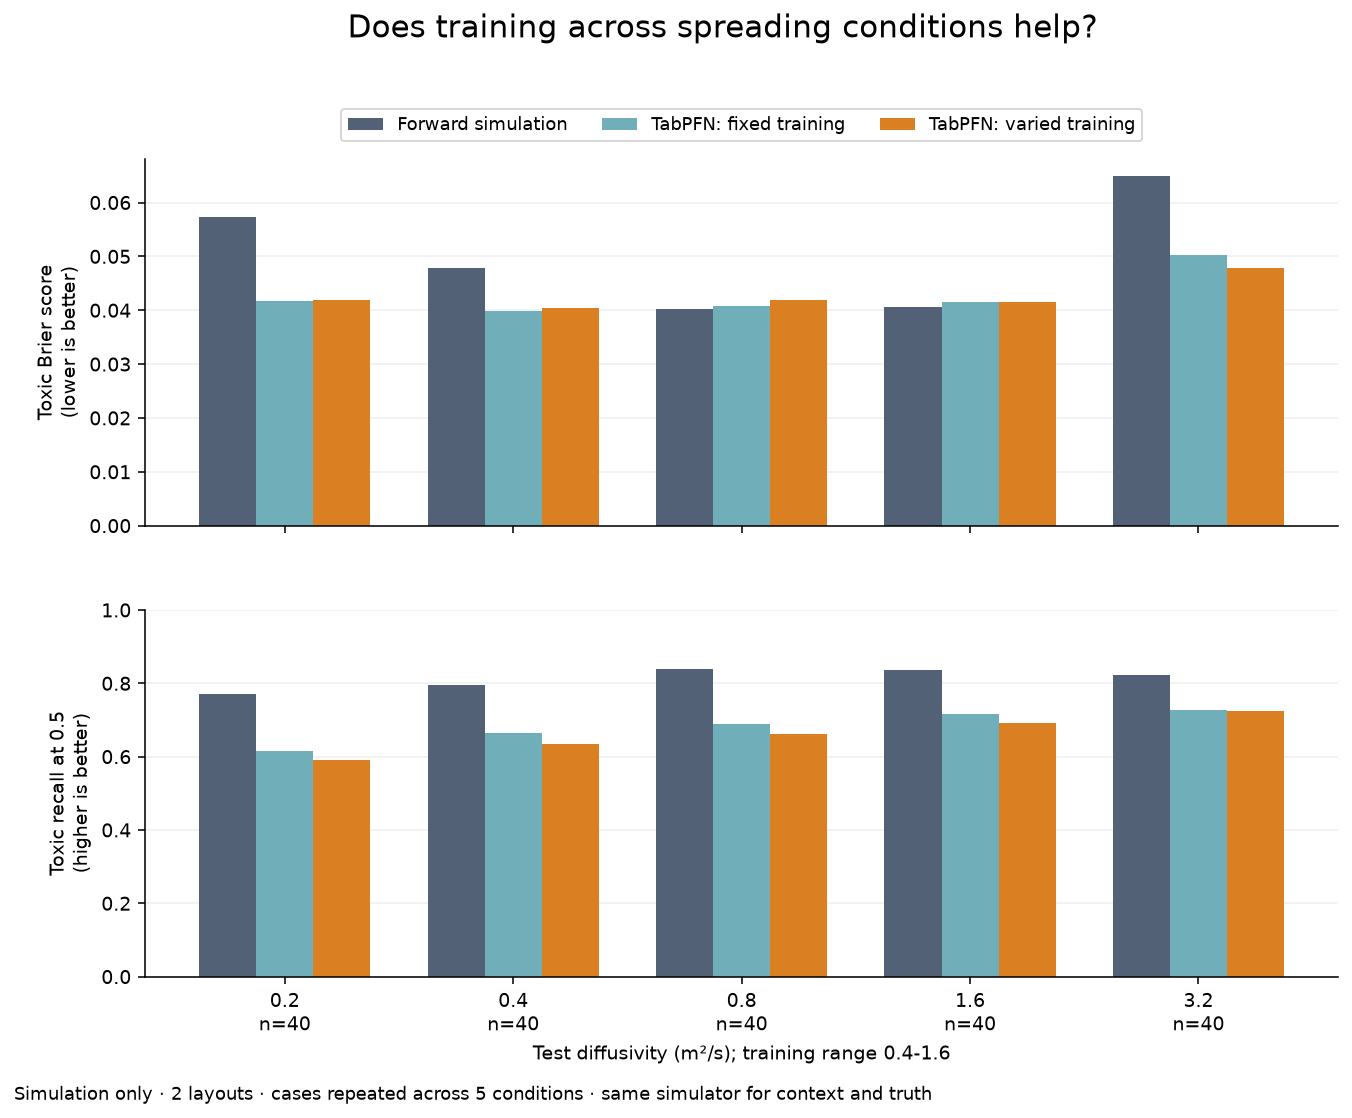 Does training across spreading conditions help?
Forward simulation
TabPFN: fixed training
TabPFN: varied training
Toxic Brier score
(lower is better)
0.06
0.05
0.04
0.03
0.02
0.01
0.00
Toxic recall at 0.5
(higher is better)
1.0
0.8
0.6
0.4
0.2
0.0
0.2
n=40
0.4
n=40
0.8
n=40
1.6
n=40
3.2
n=40
Test diffusivity (m²/s); training range 0.4-1.6
Simulation only · 2 layouts · cases repeated across 5 conditions · same simulator for context and truth